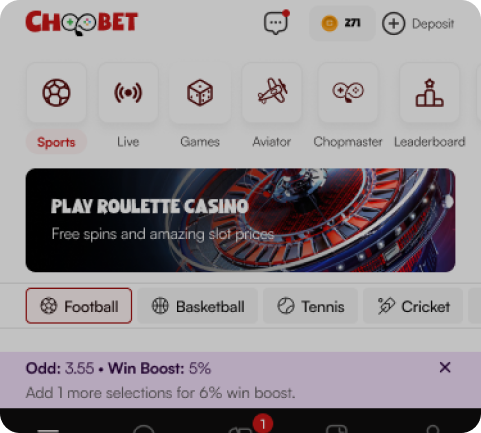 CHOPBET
271
Deposit
Sports
Live
Games
Aviator
Chopmaster
Leaderboard
PLAY ROULETTE CASINO
Free spins and amazing slot prizes
Football
Basketball
Tennis
Cricket
Odd: 3.55 • Win Boost: 5%
Add 1 more selections for 6% win boost.
1